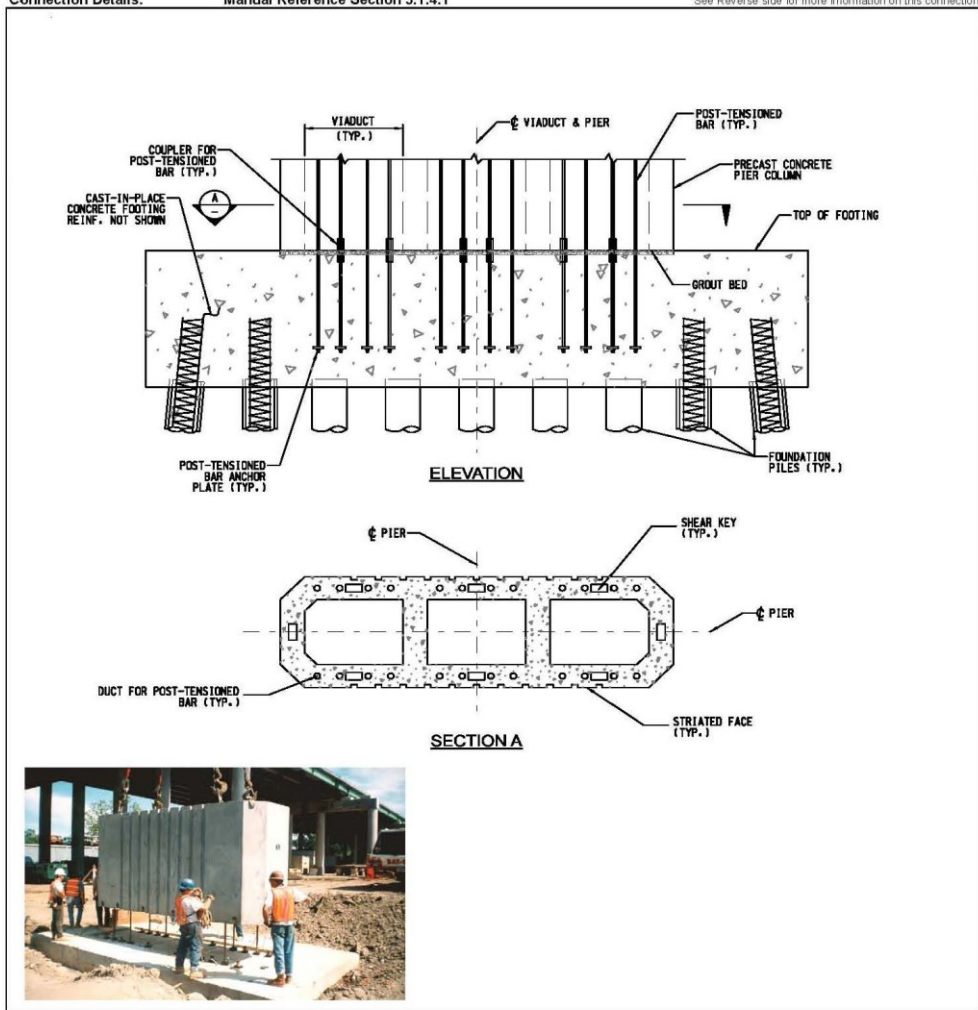 Connection Details: Manual Reference Section 3.1.4.1 See Reverse side for more information on this connection
VIADUCT
(TYP.)
℄ VIADUCT & PIER
POST-TENSIONED
BAR (TYP.)
COUPLER FOR
POST-TENSIONED
BAR (TYP.)
PRECAST CONCRETE
PIER COLUMN
CAST-IN-PLACE
CONCRETE FOOTING
REINF. NOT SHOWN
A
–
TOP OF FOOTING
GROUT BED
POST-TENSIONED
BAR ANCHOR
PLATE (TYP.)
FOUNDATION
PILES (TYP.)
ELEVATION
℄ PIER
SHEAR KEY
(TYP.)
℄ PIER
DUCT FOR POST-TENSIONED
BAR (TYP.)
STRIATED FACE
(TYP.)
SECTION A